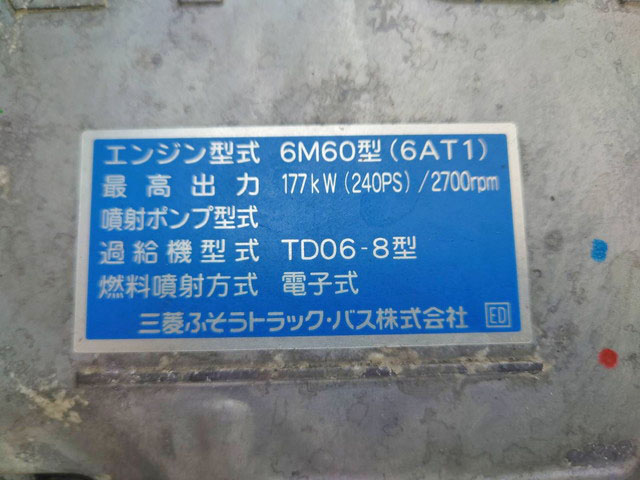 エンジン型式 6M60型(6AT1)
最高出力 177kW(240PS)/2700rpm
噴射ポンプ型式
過給機型式 TD06-8型
燃料噴射方式 電子式
三菱ふそうトラック・バス株式会社 ED